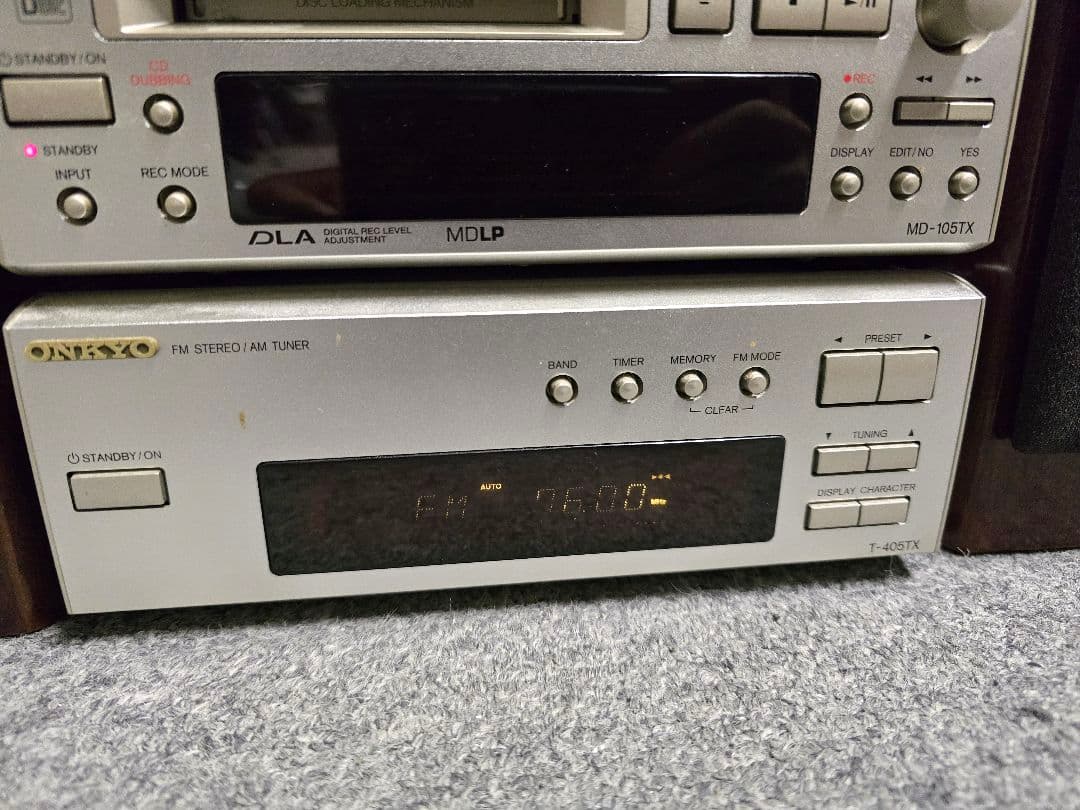 DISC LOADING MECHANISM
STANDBY/ON
CD
DUBBING
STANDBY
INPUT
REC MODE
REC
DISPLAY
EDIT/NO
YES
DLA
DIGITAL REC LEVEL
ADJUSTMENT
MDLP
MD-105TX
ONKYO
FM STEREO / AM TUNER
BAND
TIMER
MEMORY
FM MODE
CLEAR
PRESET
STANDBY/ON
TUNING
DISPLAY
CHARACTER
FM
AUTO
76.00
MHz
T-405TX